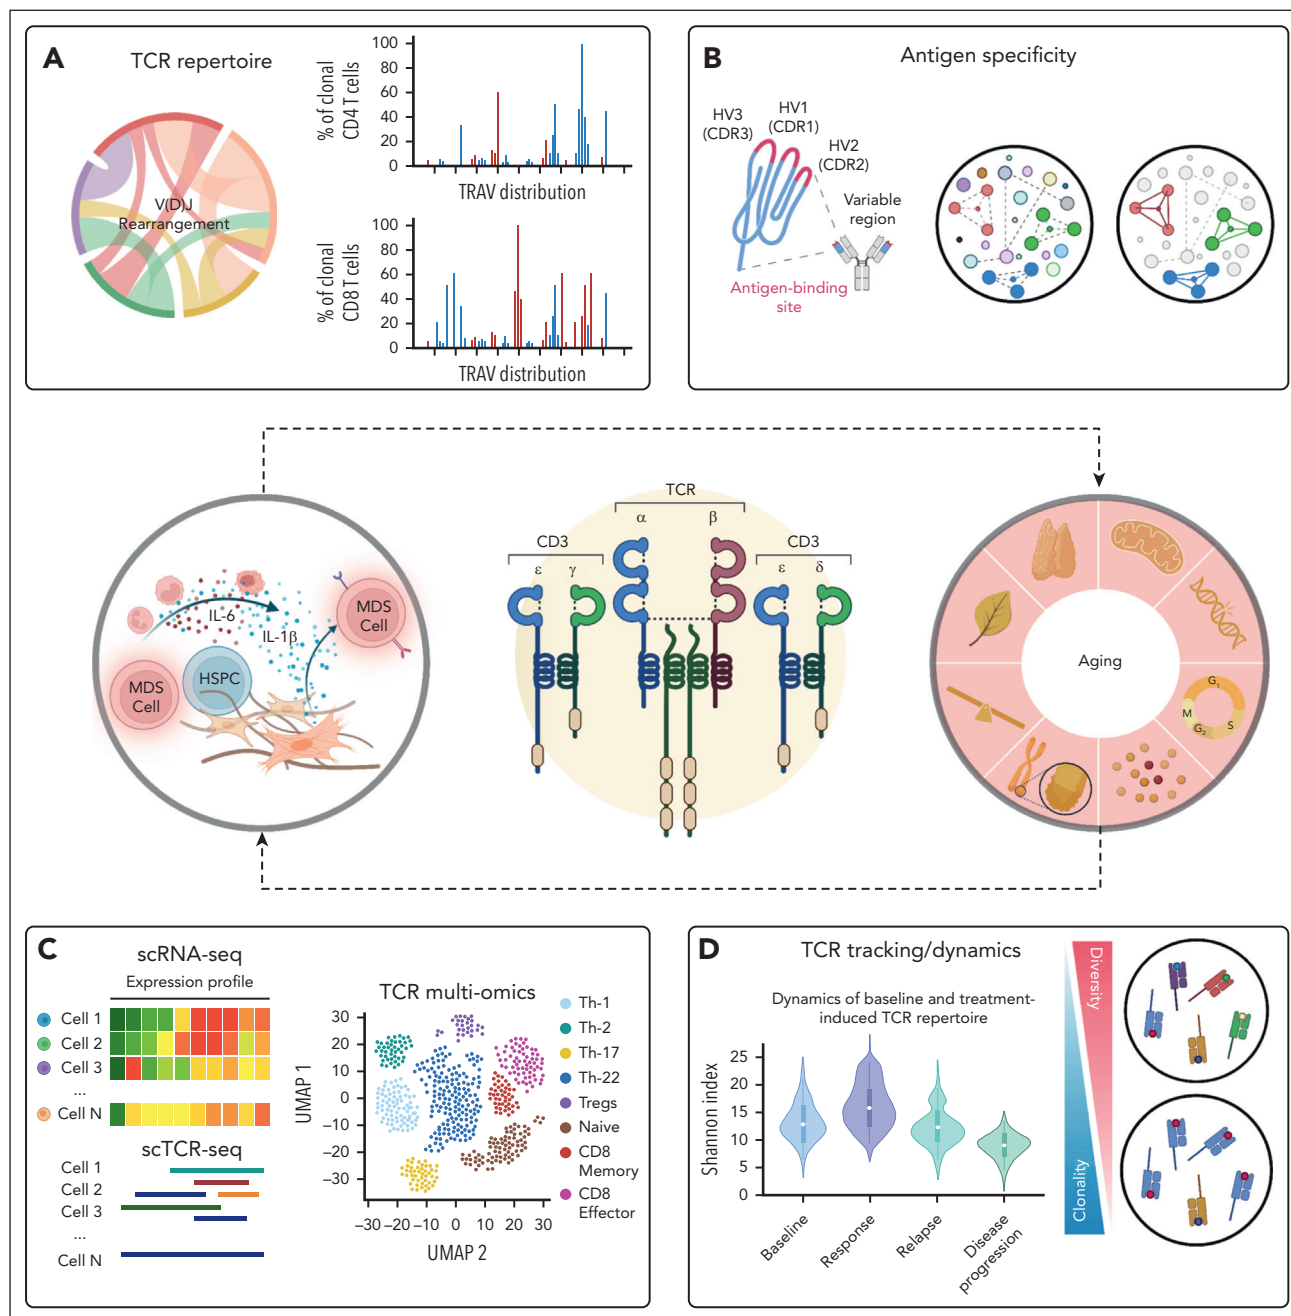 A
TCR repertoire
V(D)J
Rearrangement
% of clonal
CD4 T cells
100
80
60
40
20
0
TRAV distribution
% of clonal
CD8T cells
100
80
60
40
20
0
TRAV distribution
B
Antigen specificity
HV3
(CDR3)
HV1
(CDR1)
HV2
(CDR2)
Variable
region
Antigen-binding
site
IL-6
IL-1β
MDS
Cell
HSPC
MDS
Cell
TCR
α
β
CD3
ε
γ
CD3
ε
δ
Aging
G1
S
G2
M
C
scRNA-seq
Expression profile
Cell 1
Cell 2
Cell 3
...
Cell N
scTCR-seq
Cell 1
Cell 2
Cell 3
...
Cell N
TCR multi-omics
UMAP 1
30
20
10
0
−10
−20
−30
−30
−20
−10
0
10
20
30
UMAP 2
Th-1
Th-2
Th-17
Th-22
Tregs
Naive
CD8
Memory
CD8
Effector
D
TCR tracking/dynamics
Dynamics of baseline and treatment-
induced TCR repertoire
Shannon index
25
20
15
10
5
0
Baseline
Response
Relapse
Disease
progression
Diversity
Clonality